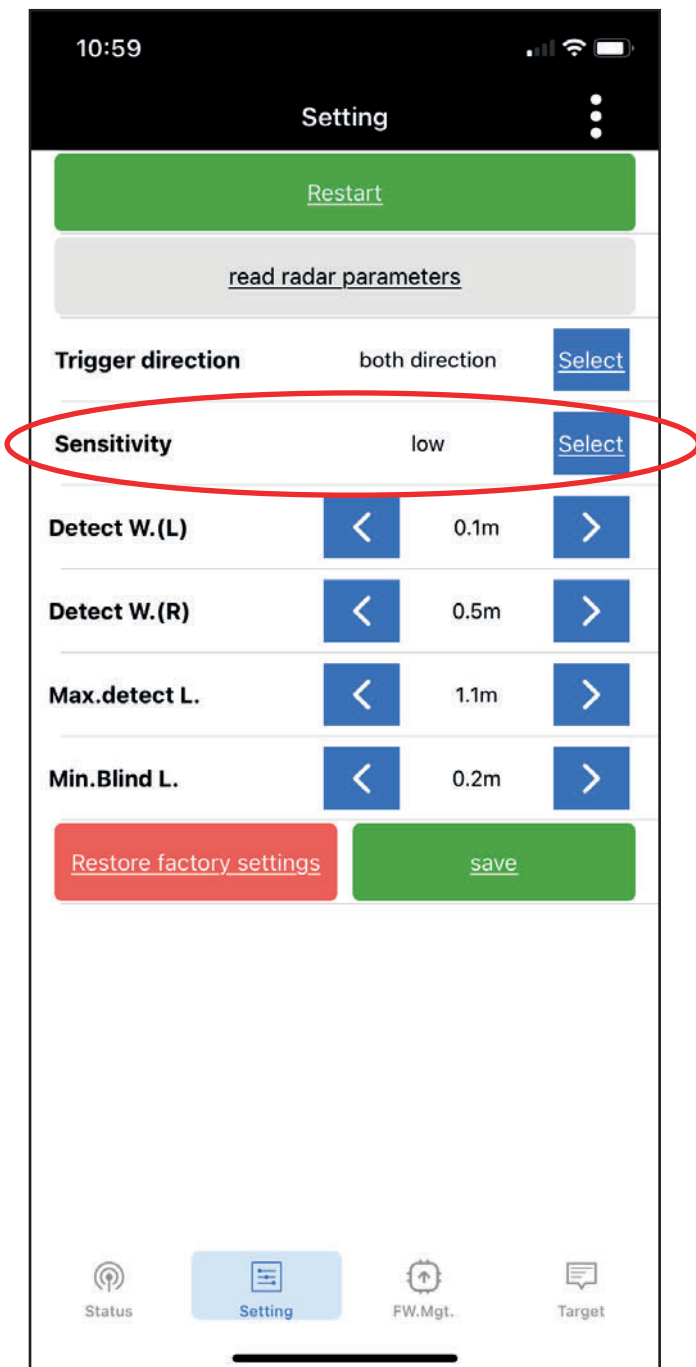 10:59
Setting
Restart
read radar parameters
Trigger direction both direction Select
Sensitivity low Select
Detect W.(L) 0.1m
Detect W.(R) 0.5m
Max.detect L. 1.1m
Min.Blind L. 0.2m
Restore factory settings save
Status Setting FW.Mgt. Target